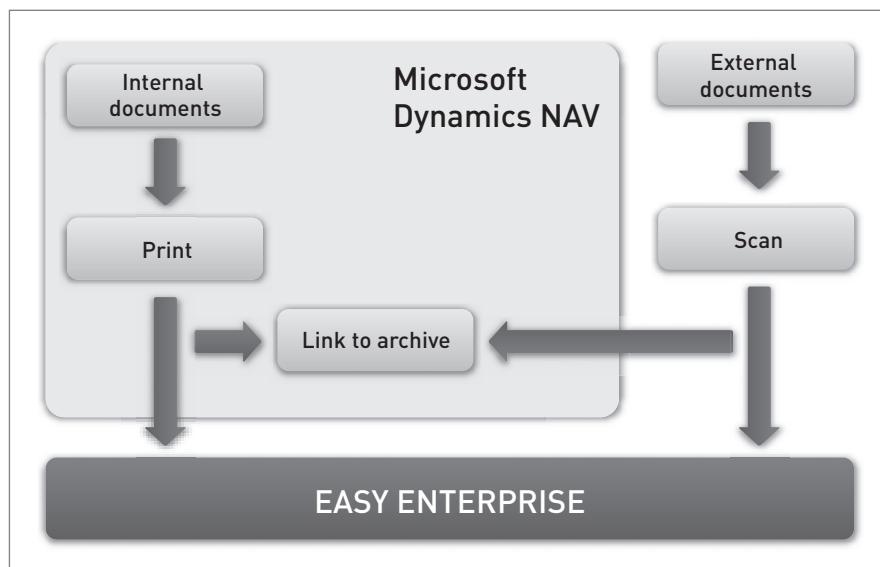 Internal
documents
Microsoft
Dynamics NAV
External
documents
Print
Scan
Link to archive
EASY ENTERPRISE